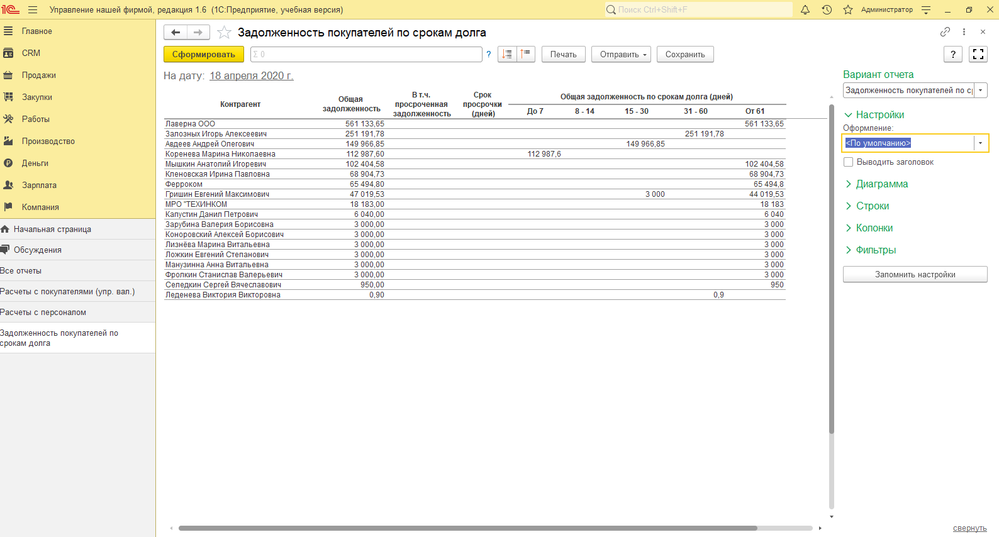 1С Управление нашей фирмой, редакция 1.6 (1С:Предприятие, учебная версия) Поиск Ctrl+Shift+F Администратор
Главное
CRM
Продажи
Закупки
Работы
Производство
Деньги
Зарплата
Компания
Начальная страница
Обсуждения
Все отчеты
Расчеты с покупателями (упр. вал.)
Расчеты с персоналом
Задолженность покупателей по
срокам долга
Задолженность покупателей по срокам долга
Сформировать Σ 0 ? Печать Отправить Сохранить ?
На дату: 18 апреля 2020 г.
Контрагент
Общая
задолженность
В т.ч.
просроченная
задолженность
Срок
просрочки
(дней)
Общая задолженность по срокам долга (дней)
До 7 8 - 14 15 - 30 31 - 60 От 61
Лаверна ООО 561 133,65 561 133,65
Залозных Игорь Алексеевич 251 191,78 251 191,78
Авдеев Андрей Олегович 149 966,85 149 966,85
Коренева Марина Николаевна 112 987,60 112 987,6
Мышкин Анатолий Игоревич 102 404,58 102 404,58
Кленовская Ирина Павловна 68 904,73 68 904,73
Ферроком 65 494,80 65 494,8
Гришин Евгений Максимович 47 019,53 3 000 44 019,53
МРО "ТЕХИНКОМ 18 183,00 18 183
Капустин Данил Петрович 6 040,00 6 040
Зарубина Валерия Борисовна 3 000,00 3 000
Коноровский Алексей Борисович 3 000,00 3 000
Лизнёва Марина Витальевна 3 000,00 3 000
Ложкин Евгений Степанович 3 000,00 3 000
Манузинна Анна Витальевна 3 000,00 3 000
Фролкин Станислав Валерьевич 3 000,00 3 000
Селедкин Сергей Вячеславович 950,00 950
Леденева Виктория Викторовна 0,90 0,9
Вариант отчета
Задолженность покупателей по с
Настройки
Оформление:
<По умолчанию>
Выводить заголовок
Диаграмма
Строки
Колонки
Фильтры
Запомнить настройки
свернуть